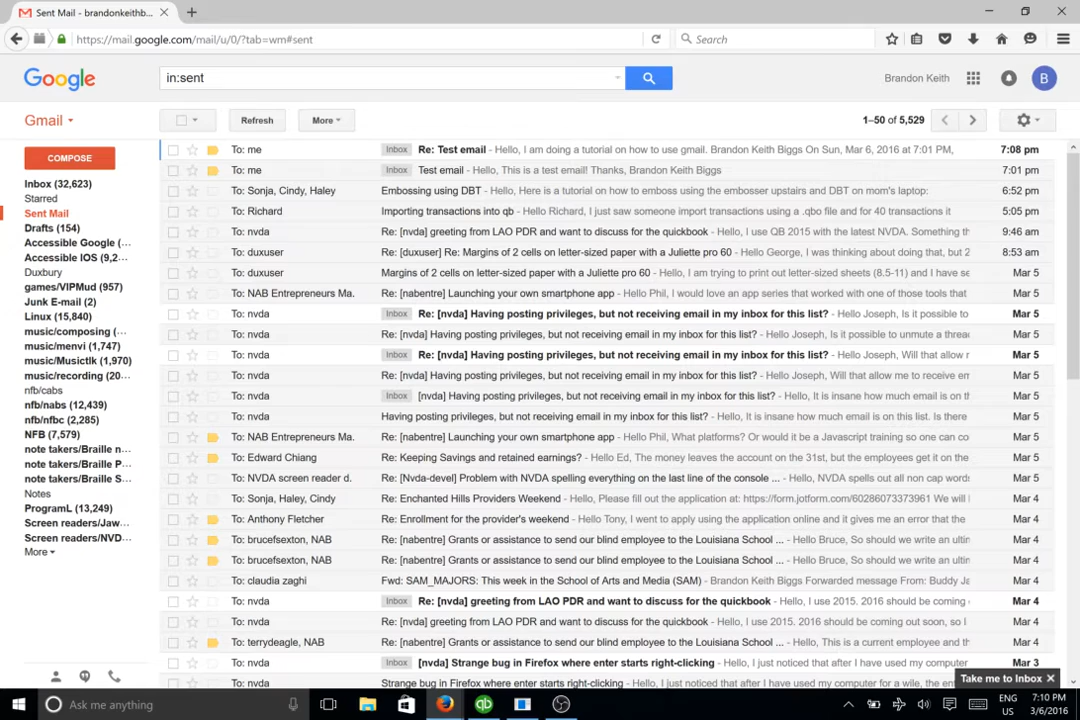 Sent Mail - brandonkeithb...
https://mail.google.com/mail/u/0/?tab=wm#sent
Search
Google
in:sent
Brandon Keith
B
Gmail
Refresh
More
1–50 of 5,529
COMPOSE
Inbox (32,623)
Starred
Sent Mail
Drafts (154)
Accessible Google (...
Accessible IOS (9,2...
Duxbury
games/VIPMud (957)
Junk E-mail (2)
Linux (15,840)
music/composing (...
music/menvi (1,747)
music/Musictlk (1,970)
music/recording (20...
nfb/cabs
nfb/nabs (12,439)
nfb/nfbc (2,285)
NFB (7,579)
note takers/Braille n...
note takers/Braille P...
note takers/Braille S...
Notes
ProgramL (13,249)
Screen readers/Jaw...
Screen readers/NVD...
More
To: me Inbox Re: Test email - Hello, I am doing a tutorial on how to use gmail. Brandon Keith Biggs On Sun, Mar 6, 2016 at 7:01 PM, 7:08 pm
To: me Inbox Test email - Hello, This is a test email! Thanks, Brandon Keith Biggs 7:01 pm
To: Sonja, Cindy, Haley Embossing using DBT - Hello, Here is a tutorial on how to emboss using the embosser upstairs and DBT on mom's laptop: 6:52 pm
To: Richard Importing transactions into qb - Hello Richard, I just saw someone import transactions using a .qbo file and for 40 transactions it 5:05 pm
To: nvda Re: [nvda] greeting from LAO PDR and want to discuss for the quickbook - Hello, I use QB 2015 with the latest NVDA. Something th 9:46 am
To: duxuser Re: [duxuser] Re: Margins of 2 cells on letter-sized paper with a Juliette pro 60 - Hello George, I was thinking about doing that, but 2 8:53 am
To: duxuser Margins of 2 cells on letter-sized paper with a Juliette pro 60 - Hello, I am trying to print out letter-sized sheets (8.5-11) and I have se Mar 5
To: NAB Entrepreneurs Ma. Re: [nabentre] Launching your own smartphone app - Hello Phil, I would love an app series that worked with one of those tools that Mar 5
To: nvda Inbox Re: [nvda] Having posting privileges, but not receiving email in my inbox for this list? - Hello Joseph, Is it possible to Mar 5
To: nvda Re: [nvda] Having posting privileges, but not receiving email in my inbox for this list? - Hello Joseph, Is it possible to unmute a threa Mar 5
To: nvda Inbox Re: [nvda] Having posting privileges, but not receiving email in my inbox for this list? - Hello Joseph, Will that allow r Mar 5
To: nvda Re: [nvda] Having posting privileges, but not receiving email in my inbox for this list? - Hello Joseph, Will that allow me to receive em Mar 5
To: nvda Inbox [nvda] Having posting privileges, but not receiving email in my inbox for this list? - Hello, It is insane how much email is on th Mar 5
To: nvda Having posting privileges, but not receiving email in my inbox for this list? - Hello, It is insane how much email is on this list. Is there Mar 5
To: NAB Entrepreneurs Ma. Re: [nabentre] Launching your own smartphone app - Hello Phil, What platforms? Or would it be a Javascript training so one can co Mar 5
To: Edward Chiang Re: Keeping Savings and retained earnings? - Hello Ed, The money leaves the account on the 31st, but the employees get it on the Mar 5
To: NVDA screen reader d. Re: [Nvda-devel] Problem with NVDA spelling everything on the last line of the console ... - Hello, NVDA spells out all non cap words Mar 5
To: Sonja, Haley, Cindy Re: Enchanted Hills Providers Weekend - Hello, Please fill out the application at: https://form.jotform.com/60286073373961 We will l Mar 4
To: Anthony Fletcher Re: Enrollment for the provider's weekend - Hello Tony, I went to apply using the application online and it gives me an error that the Mar 4
To: brucefsexton, NAB Re: [nabentre] Grants or assistance to send our blind employee to the Louisiana School ... - Hello Bruce, So should we write an ultin Mar 4
To: brucefsexton, NAB Re: [nabentre] Grants or assistance to send our blind employee to the Louisiana School ... - Hello Bruce, So should we write an ultin Mar 4
To: claudia zaghi Fwd: SAM_MAJORS: This week in the School of Arts and Media (SAM) - Brandon Keith Biggs Forwarded message From: Buddy Ja Mar 4
To: nvda Inbox Re: [nvda] greeting from LAO PDR and want to discuss for the quickbook - Hello, I use 2015. 2016 should be coming Mar 4
To: nvda Re: [nvda] greeting from LAO PDR and want to discuss for the quickbook - Hello, I use 2015. 2016 should be coming out soon, so I Mar 4
To: terrydeagle, NAB Re: [nabentre] Grants or assistance to send our blind employee to the Louisiana School ... - Hello, This is a current employee and th Mar 4
To: nvda Inbox [nvda] Strange bug in Firefox where enter starts right-clicking - Hello, I just noticed that after I have used my computer Mar 3
To: nvda Strange bug in Firefox where enter starts right-clicking - Hello, I just noticed that after I have used my computer for a wile, the
Take me to Inbox
Ask me anything
ENG
US
7:10 PM
3/6/2016